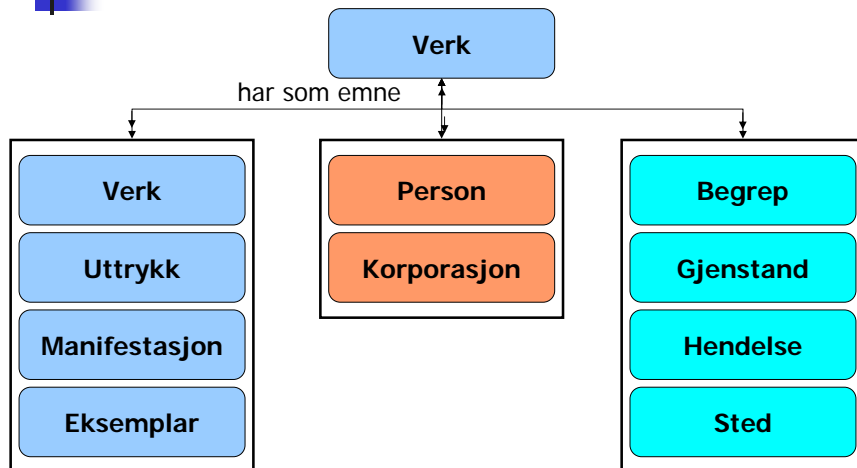 Verk
har som emne
Verk
Uttrykk
Manifestasjon
Eksemplar
Person
Korporasjon
Begrep
Gjenstand
Hendelse
Sted